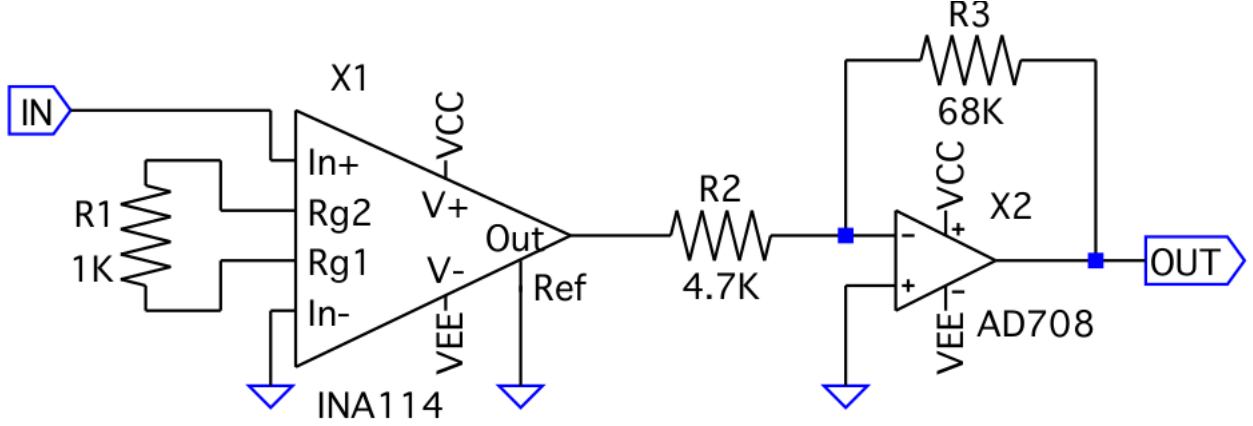 R3
68K
X1
IN
VCC
In+
R1
1K
Rg2
Rg1
In-
V+
V-
Out
Ref
VEE
INA114
R2
4.7K
VCC
X2
-
+
+
-
OUT
VEE
AD708